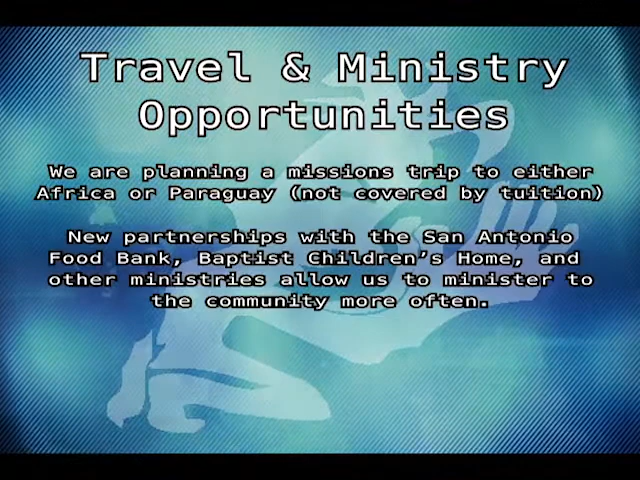 Travel & Ministry
Opportunities
We are planning a missions trip to either
Africa or Paraguay (not covered by tuition)
New partnerships with the San Antonio
Food Bank, Baptist Children's Home, and
other ministries allow us to minister to
the community more often.